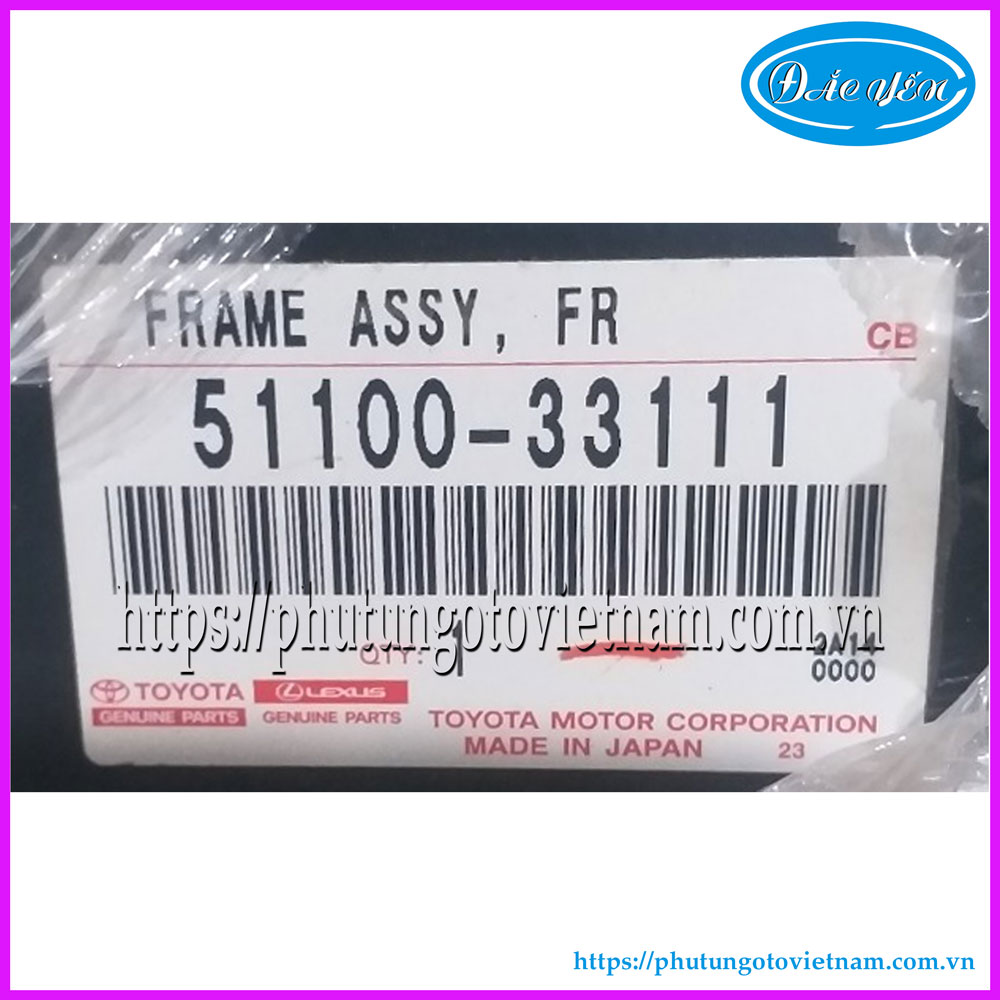 ĐẮC YẾN
FRAME ASSY, FR
CB
51100-33111
https://phutungotovietnam.com.vn
QTY: 1
2A14
0000
TOYOTA LEXUS
GENUINE PARTS GENUINE PARTS
TOYOTA MOTOR CORPORATION
MADE IN JAPAN 23
https://phutungotovietnam.com.vn